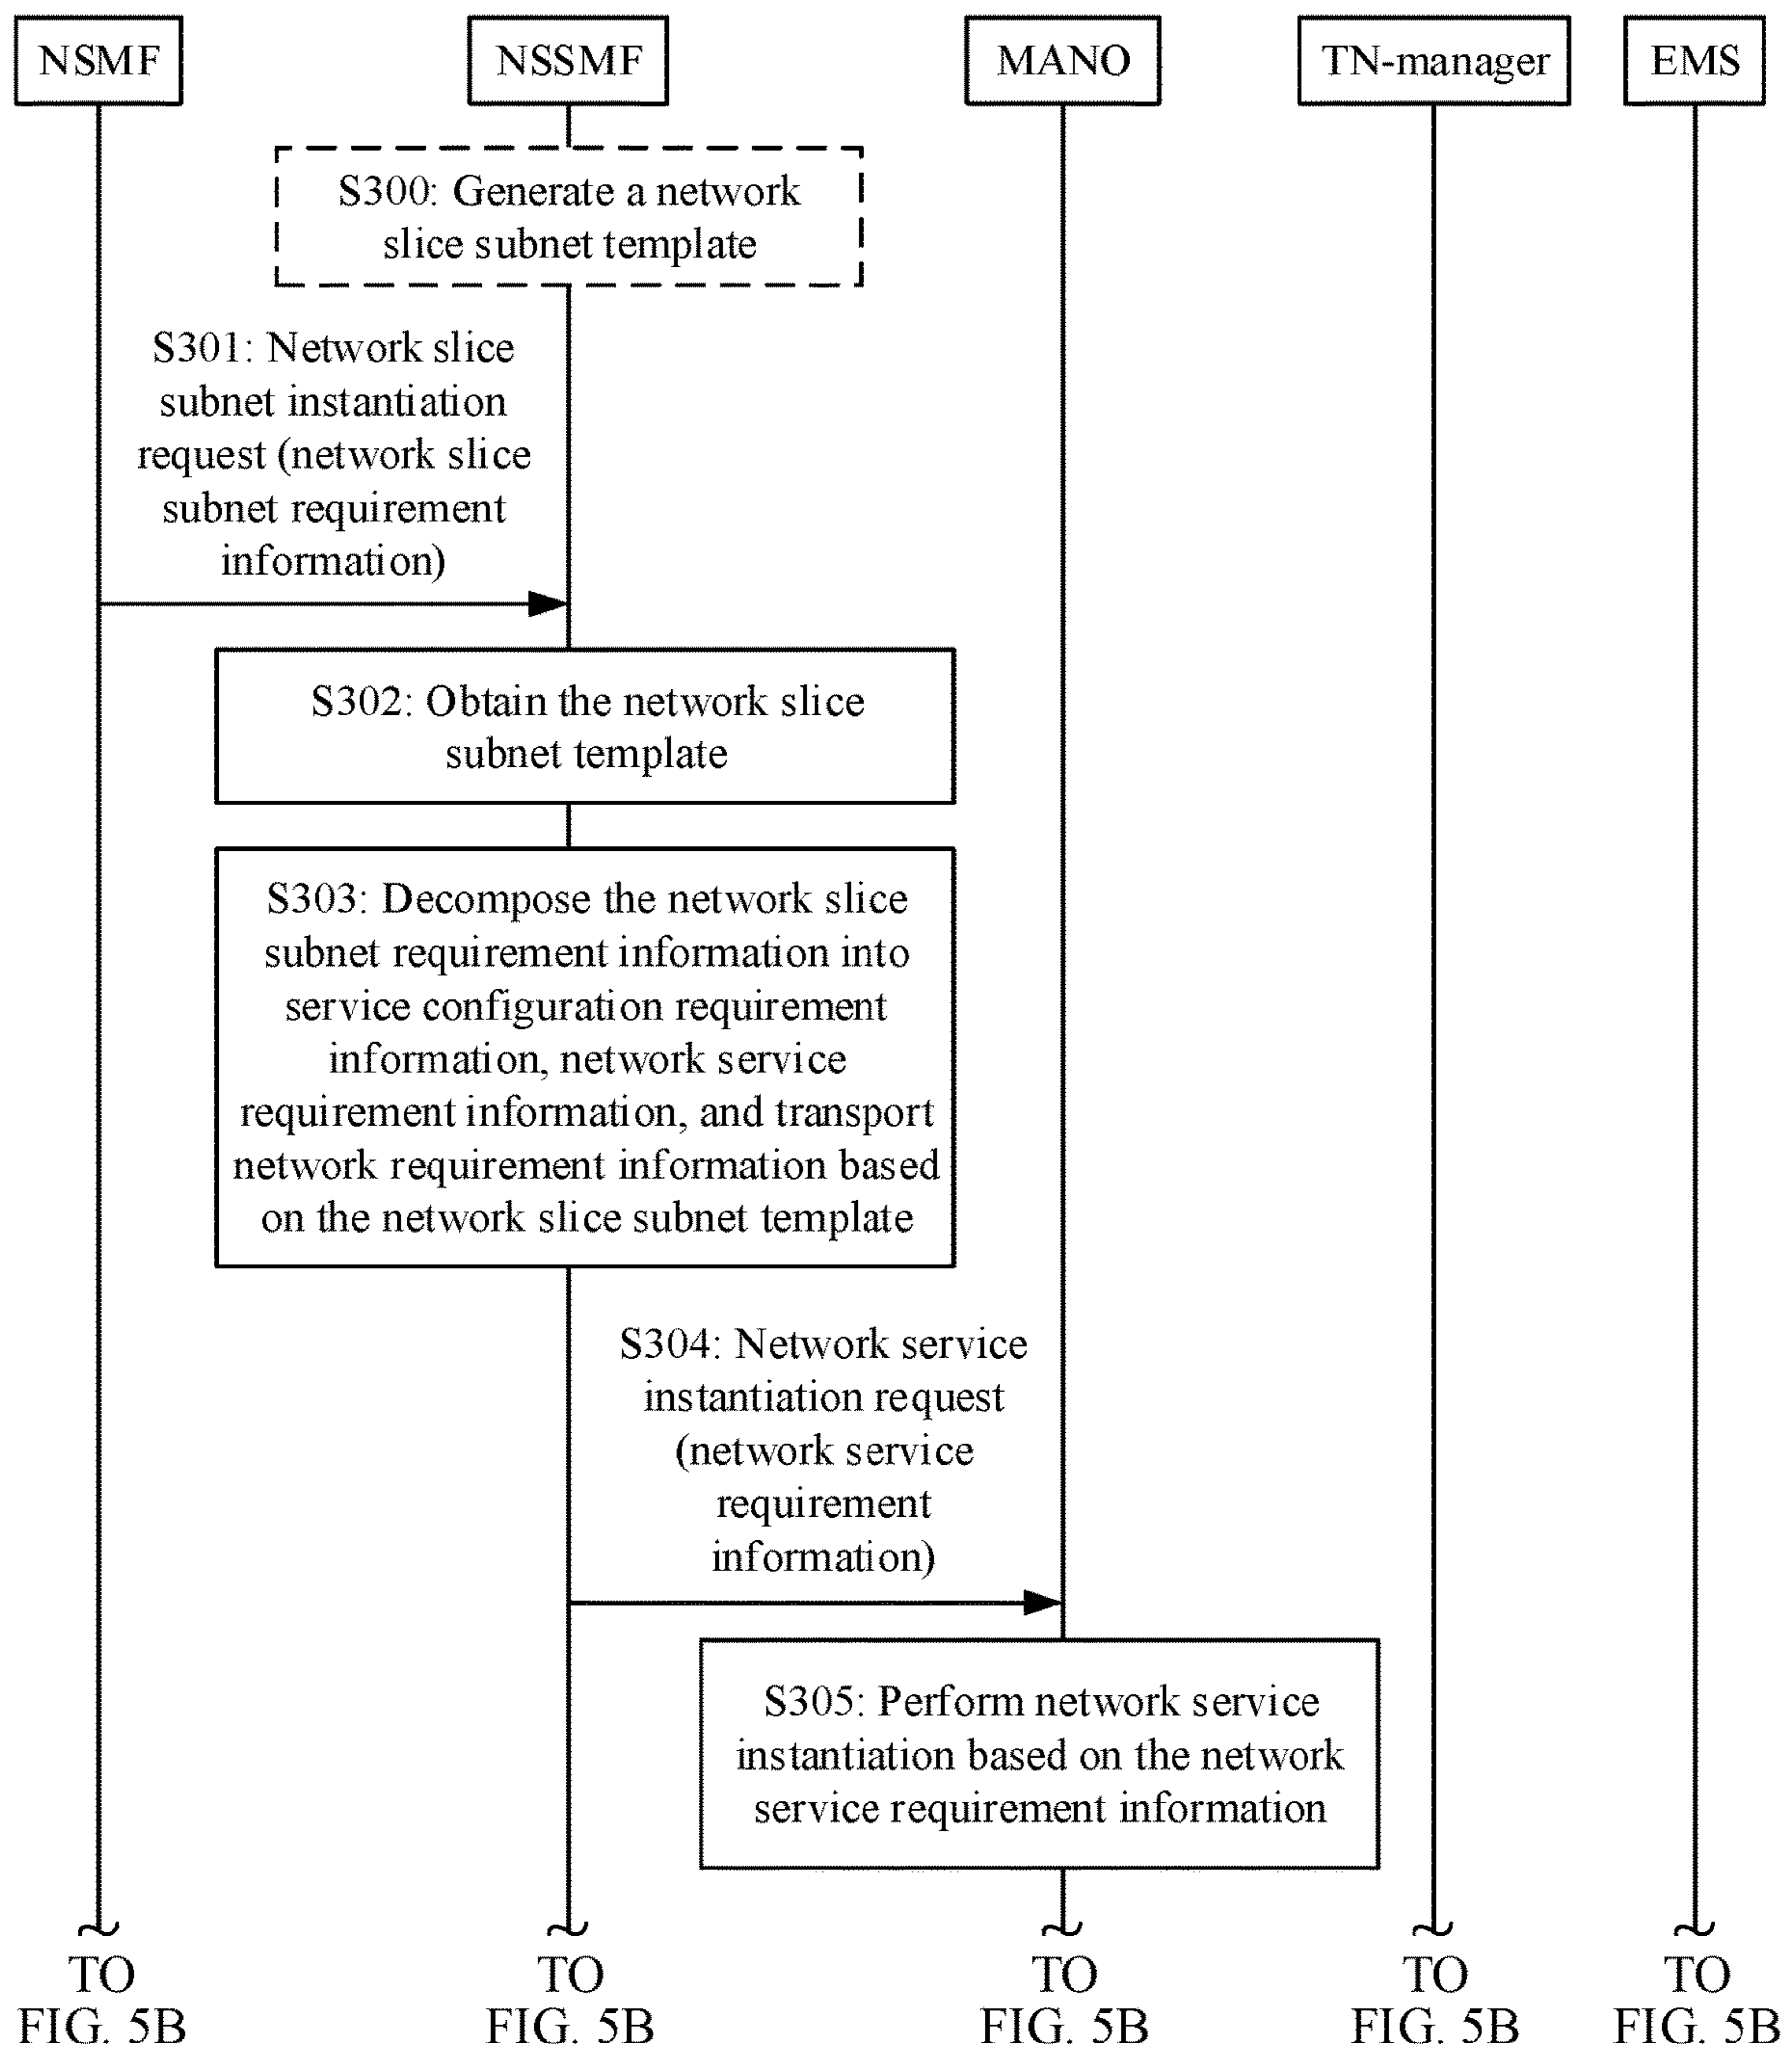 NSMF
NSSMF
MANO
TN-manager
EMS
S300: Generate a network
slice subnet template
S301: Network slice
subnet instantiation
request (network slice
subnet requirement
information)
S302: Obtain the network slice
subnet template
S303: Decompose the network slice
subnet requirement information into
service configuration requirement
information, network service
requirement information, and transport
network requirement information based
on the network slice subnet template
S304: Network service
instantiation request
(network service
requirement
information)
S305: Perform network service
instantiation based on the network
service requirement information
TO
FIG. 5B
TO
FIG. 5B
TO
FIG. 5B
TO
FIG. 5B
TO
FIG. 5B